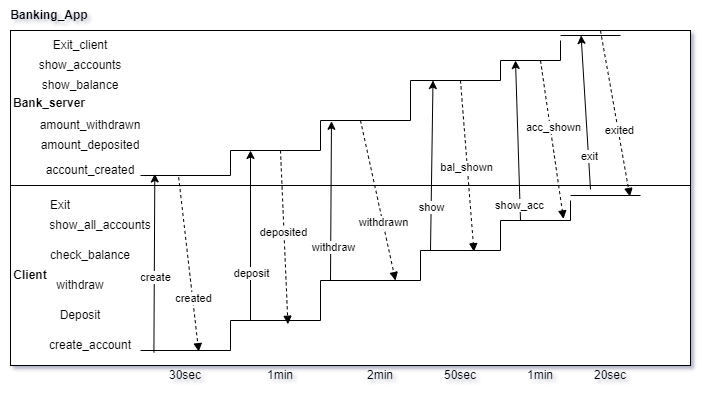 Banking_App
Exit_client
show_accounts
show_balance
Bank_server
amount_withdrawn
amount_deposited
account_created
acc_shown
exited
exit
bal_shown
Exit
show_all_accounts
show
show_acc
withdrawn
deposited
withdraw
check_balance
Client
create
deposit
withdraw
created
Deposit
create_account
30sec
1min
2min
50sec
1min
20sec